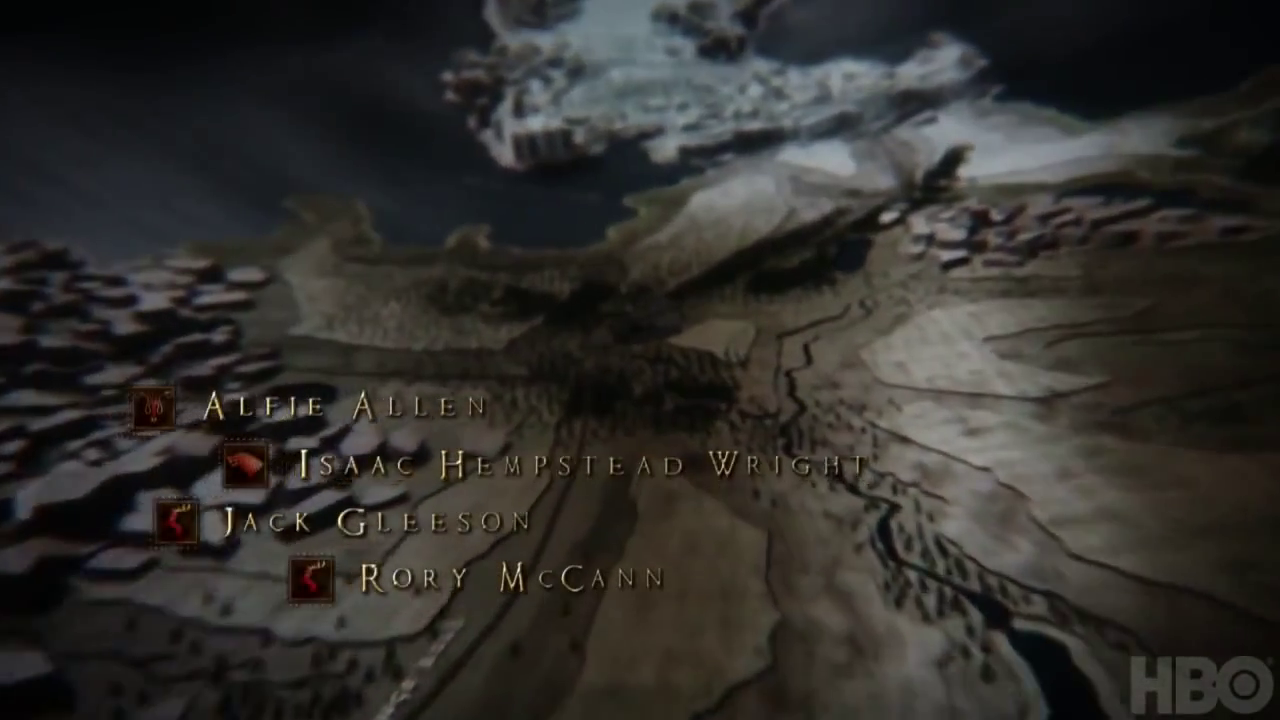 ALFIE ALLEN
ISAAC HEMPSTEAD WRIGHT
JACK GLEESON
RORY MCCANN
HBO